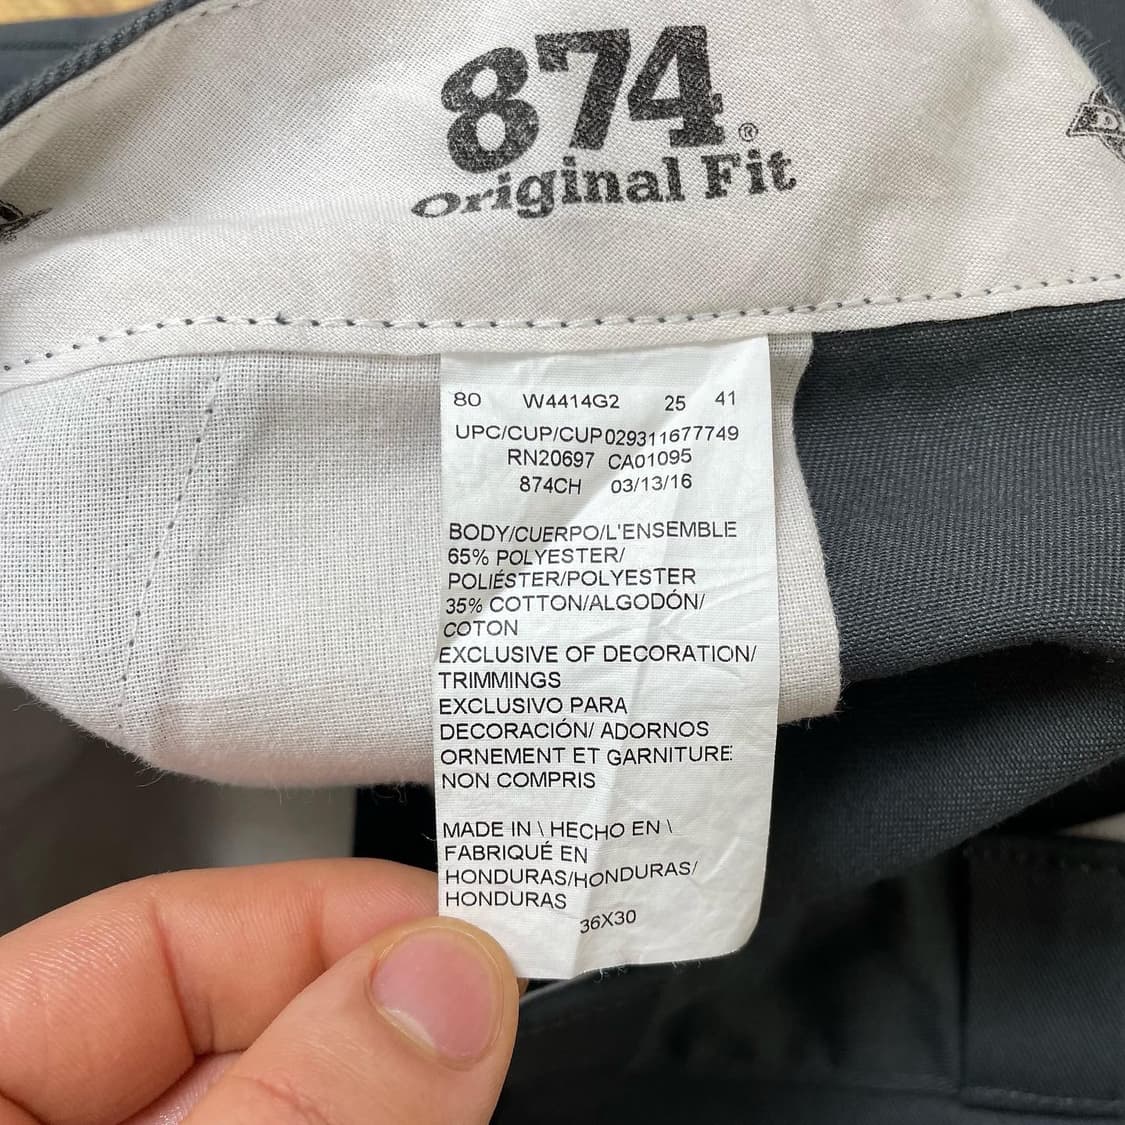 874®
Original Fit
80 W4414G2 25 41
UPC/CUP/CUP029311677749
RN20697 CA01095
874CH 03/13/16
BODY/CUERPO/L'ENSEMBLE
65% POLYESTER/
POLIÉSTER/POLYESTER
35% COTTON/ALGODÓN/
COTON
EXCLUSIVE OF DECORATION/
TRIMMINGS
EXCLUSIVO PARA
DECORACIÓN/ ADORNOS
ORNEMENT ET GARNITURE
NON COMPRIS
MADE IN \ HECHO EN \
FABRIQUÉ EN
HONDURAS/HONDURAS/
HONDURAS
36X30